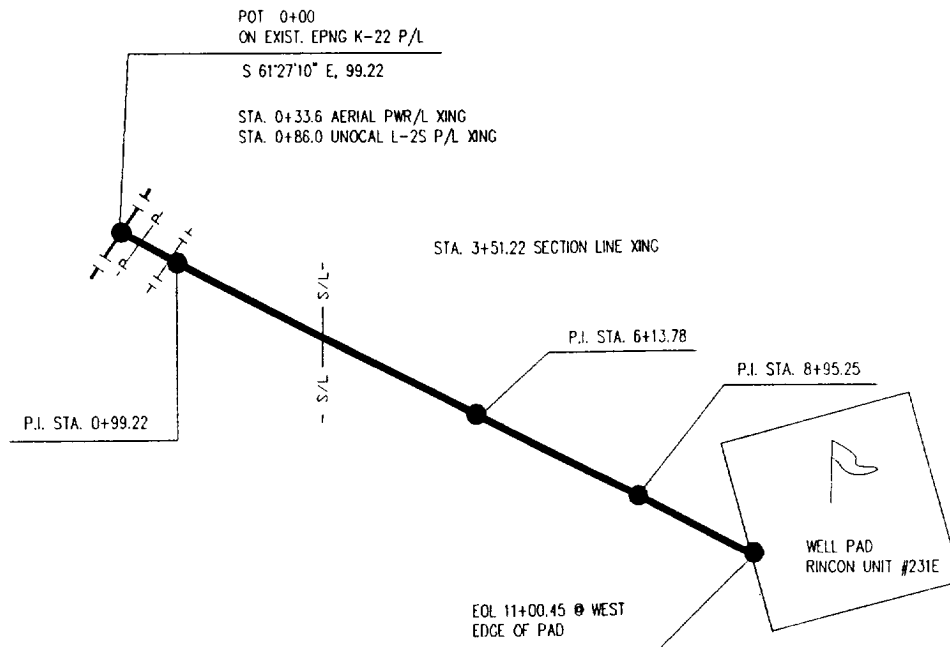 POT 0+00
ON EXIST. EPNG K-22 P/L
S 61°27'10" E, 99.22
STA. 0+33.6 AERIAL PWR/L XING
STA. 0+86.0 UNOCAL L-2S P/L XING
STA. 3+51.22 SECTION LINE XING
- S/L -
- S/L -
P.I. STA. 6+13.78
P.I. STA. 8+95.25
P.I. STA. 0+99.22
WELL PAD
RINCON UNIT #231E
EOL 11+00.45 @ WEST
EDGE OF PAD